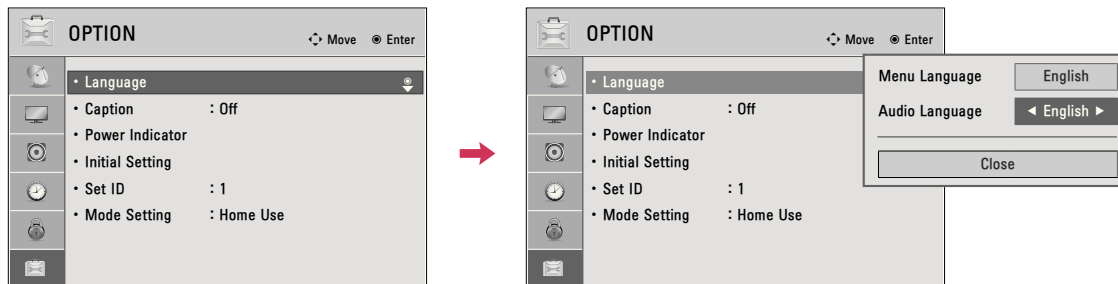 OPTION
Move Enter
• Language
• Caption : Off
• Power Indicator
• Initial Setting
• Set ID : 1
• Mode Setting : Home Use
OPTION
Move Enter
• Language
• Caption : Off
• Power Indicator
• Initial Setting
• Set ID : 1
• Mode Setting : Home Use
Menu Language English
Audio Language ◄ English ►
Close